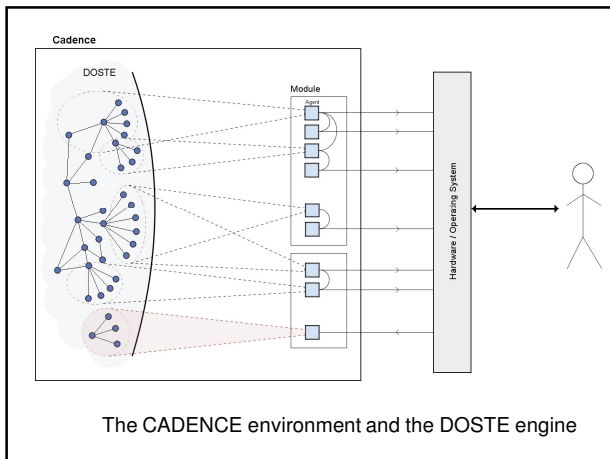 Cadence
DOSTE
Module
Agent
Hardware / Operating System
The CADENCE environment and the DOSTE engine